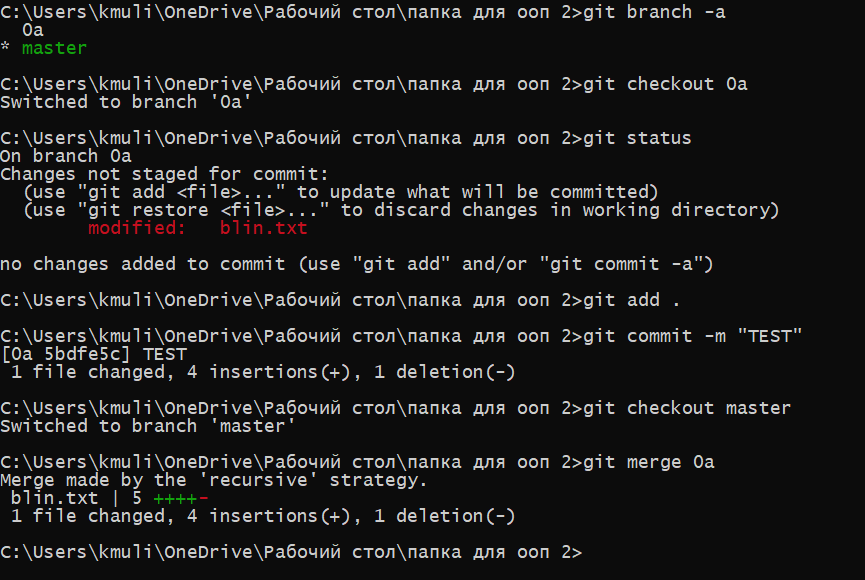 C:\Users\kmuli\OneDrive\Рабочий стол\папка для ооп 2>git branch -a
  0a
* master
C:\Users\kmuli\OneDrive\Рабочий стол\папка для ооп 2>git checkout 0a
Switched to branch '0a'
C:\Users\kmuli\OneDrive\Рабочий стол\папка для ооп 2>git status
On branch 0a
Changes not staged for commit:
  (use "git add <file>..." to update what will be committed)
  (use "git restore <file>..." to discard changes in working directory)
        modified:   blin.txt
no changes added to commit (use "git add" and/or "git commit -a")
C:\Users\kmuli\OneDrive\Рабочий стол\папка для ооп 2>git add .
C:\Users\kmuli\OneDrive\Рабочий стол\папка для ооп 2>git commit -m "TEST"
[0a 5bdfe5c] TEST
 1 file changed, 4 insertions(+), 1 deletion(-)
C:\Users\kmuli\OneDrive\Рабочий стол\папка для ооп 2>git checkout master
Switched to branch 'master'
C:\Users\kmuli\OneDrive\Рабочий стол\папка для ооп 2>git merge 0a
Merge made by the 'recursive' strategy.
 blin.txt | 5 ++++-
 1 file changed, 4 insertions(+), 1 deletion(-)
C:\Users\kmuli\OneDrive\Рабочий стол\папка для ооп 2>